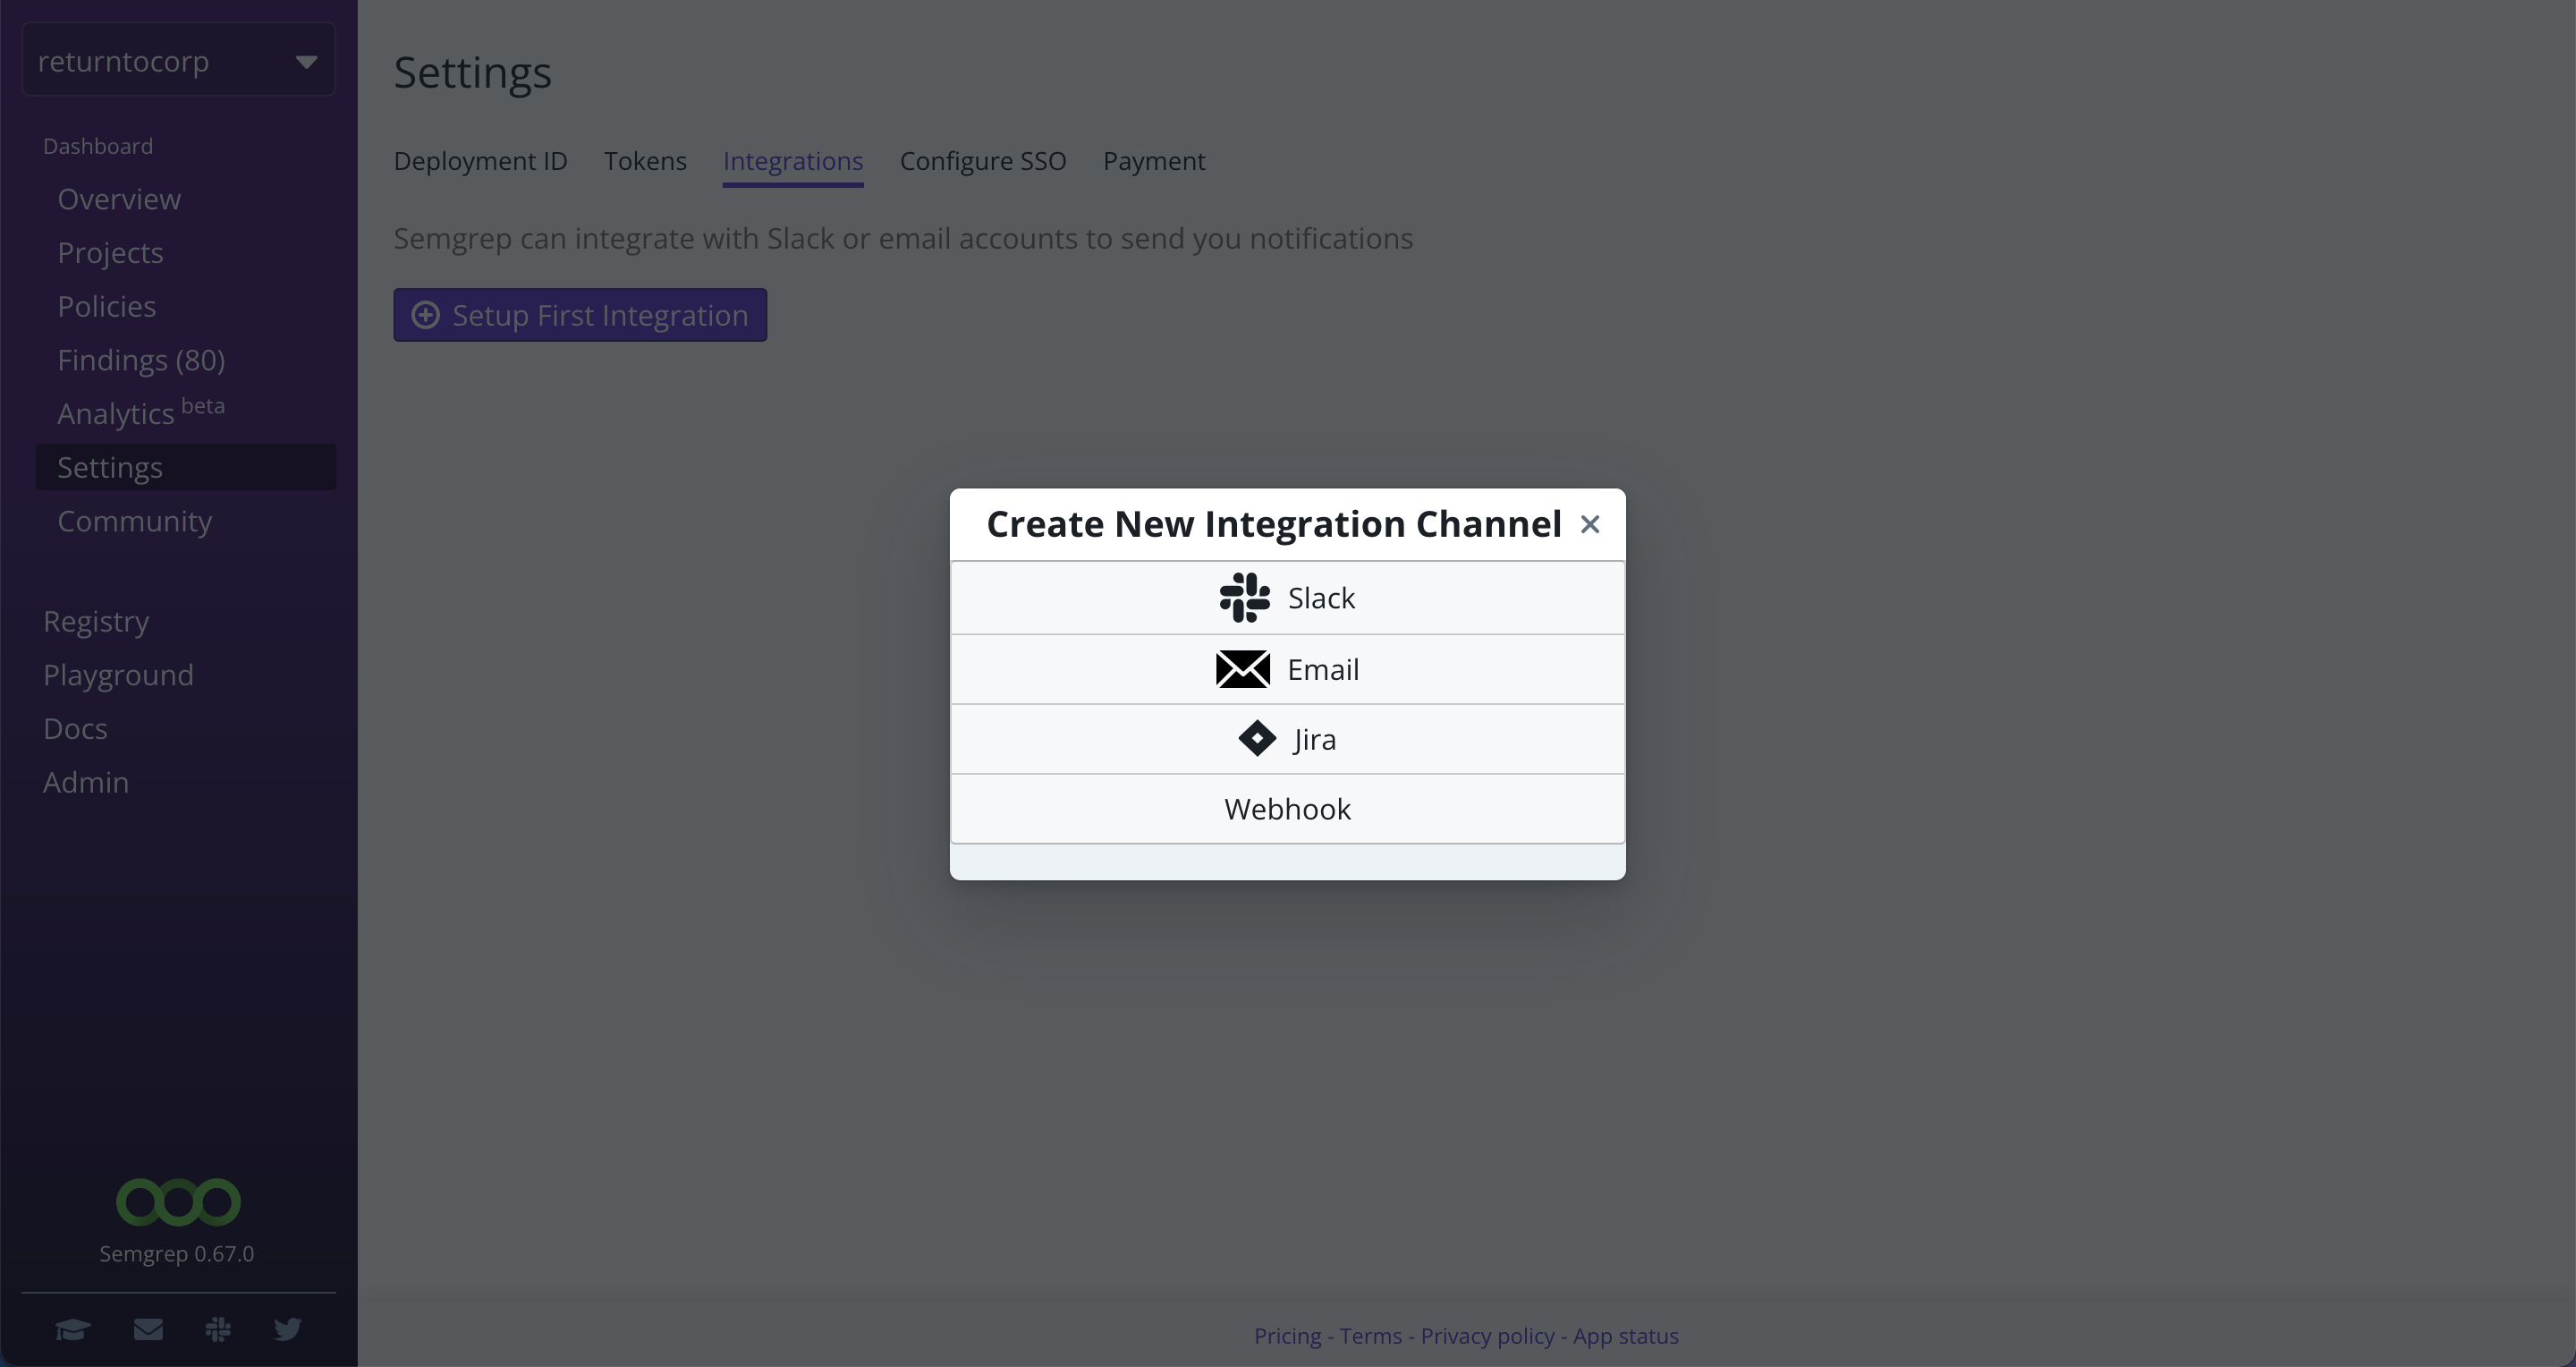 returntocorp
Dashboard
Overview
Projects
Policies
Findings (80)
Analytics beta
Settings
Community
Registry
Playground
Docs
Admin
Semgrep 0.67.0
Settings
Deployment ID Tokens Integrations Configure SSO Payment
Semgrep can integrate with Slack or email accounts to send you notifications
Setup First Integration
Create New Integration Channel
Slack
Email
Jira
Webhook
Pricing - Terms - Privacy policy - App status